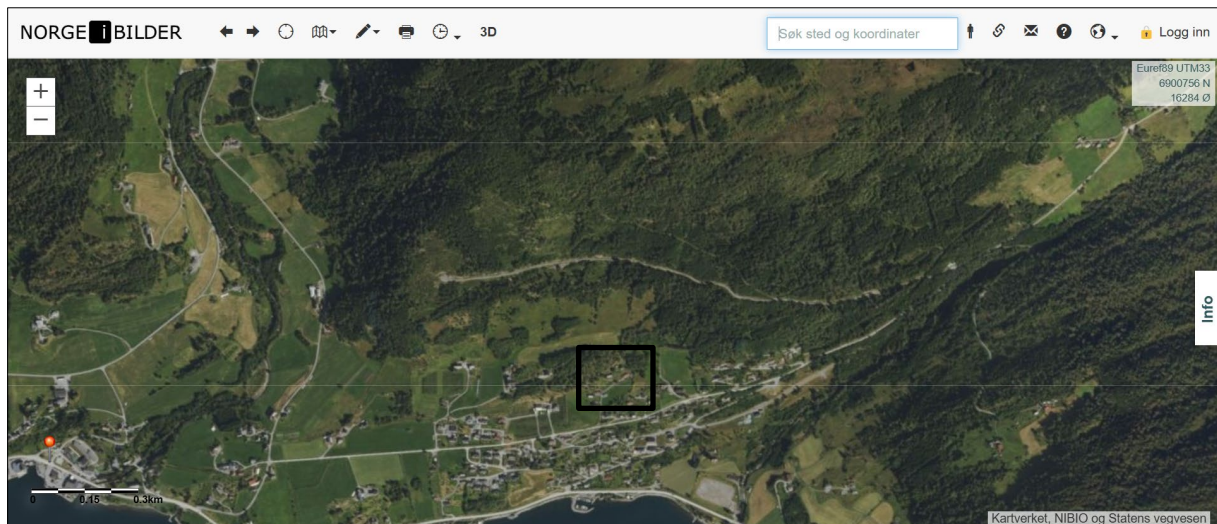 NORGE i BILDER
3D
Søk sted og koordinater
Logg inn
Euref89 UTM33
6900756 N
16284 Ø
Info
0 0.15 0.3km
Kartverket, NIBIO og Statens vegvesen